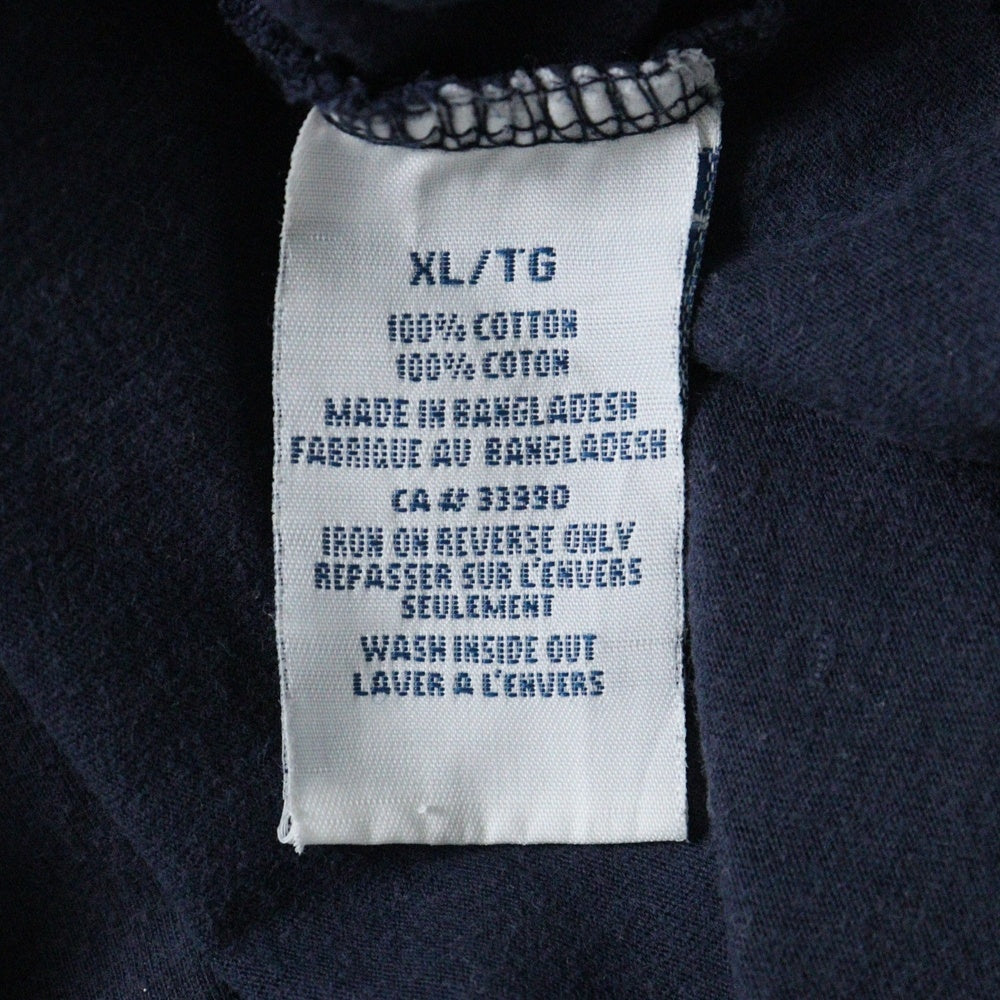 XL/TG
100% COTTON
100% COTON
MADE IN BANGLADESH
FABRIQUE AU BANGLADESH
CA # 33990
IRON ON REVERSE ONLY
REPASSER SUR L'ENVERS
SEULEMENT
WASH INSIDE OUT
LAVER A L'ENVERS